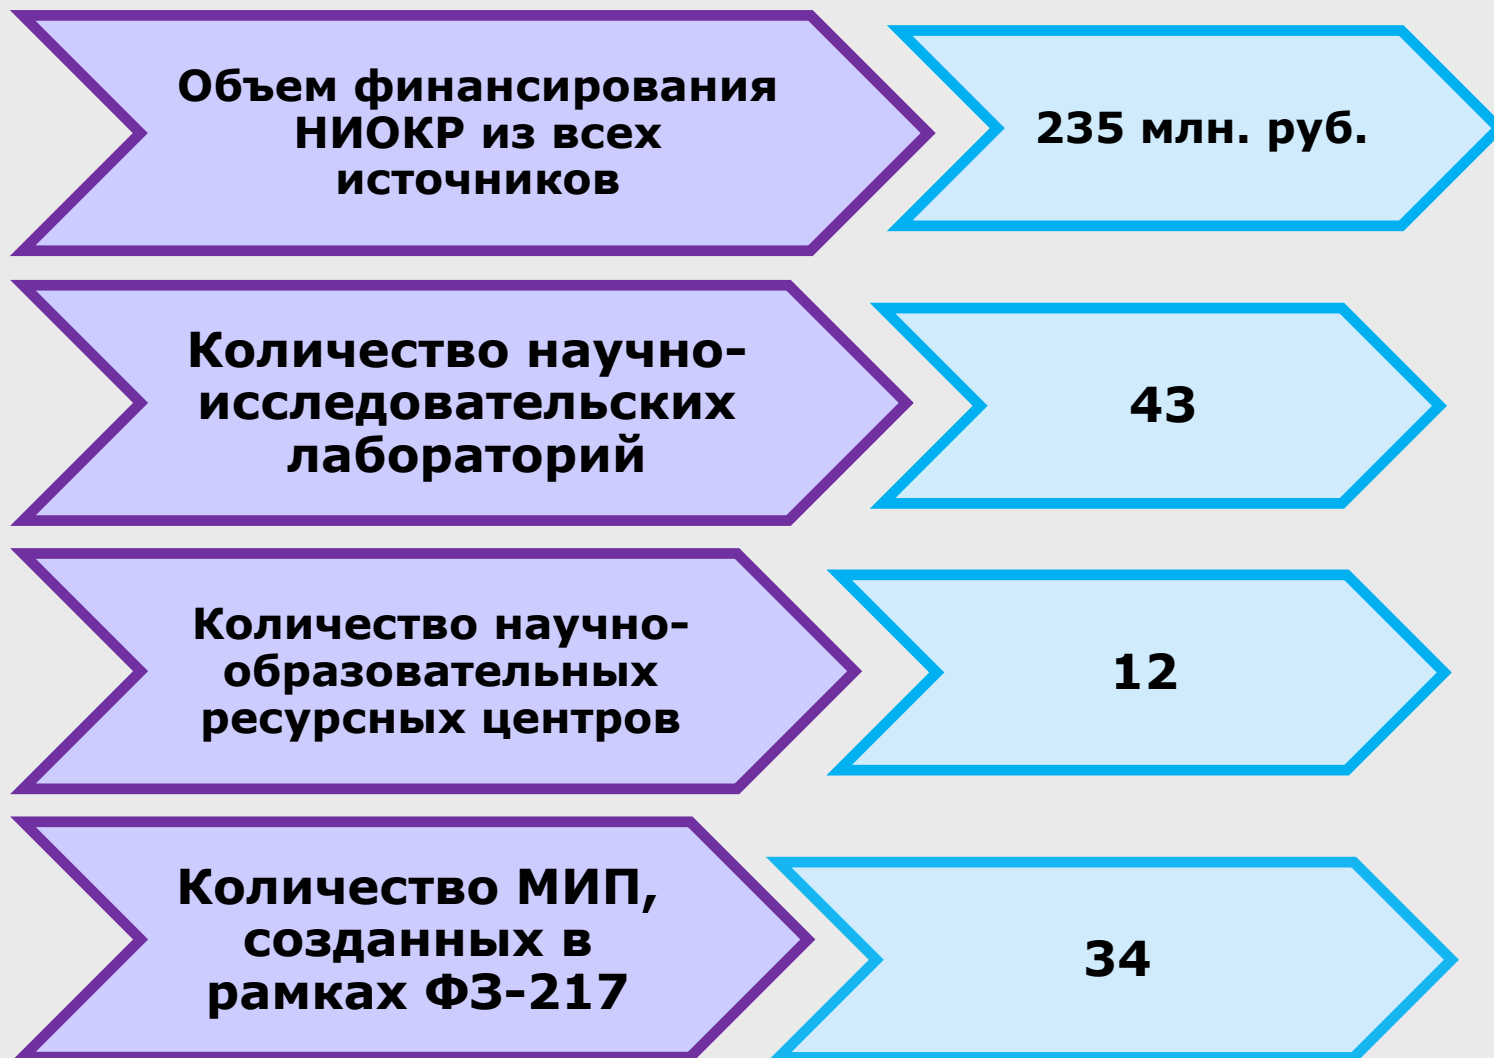 Объем финансирования
НИОКР из всех
источников
235 млн. руб.
Количество научно-
исследовательских
лабораторий
43
Количество научно-
образовательных
ресурсных центров
12
Количество МИП,
созданных в
рамках ФЗ-217
34